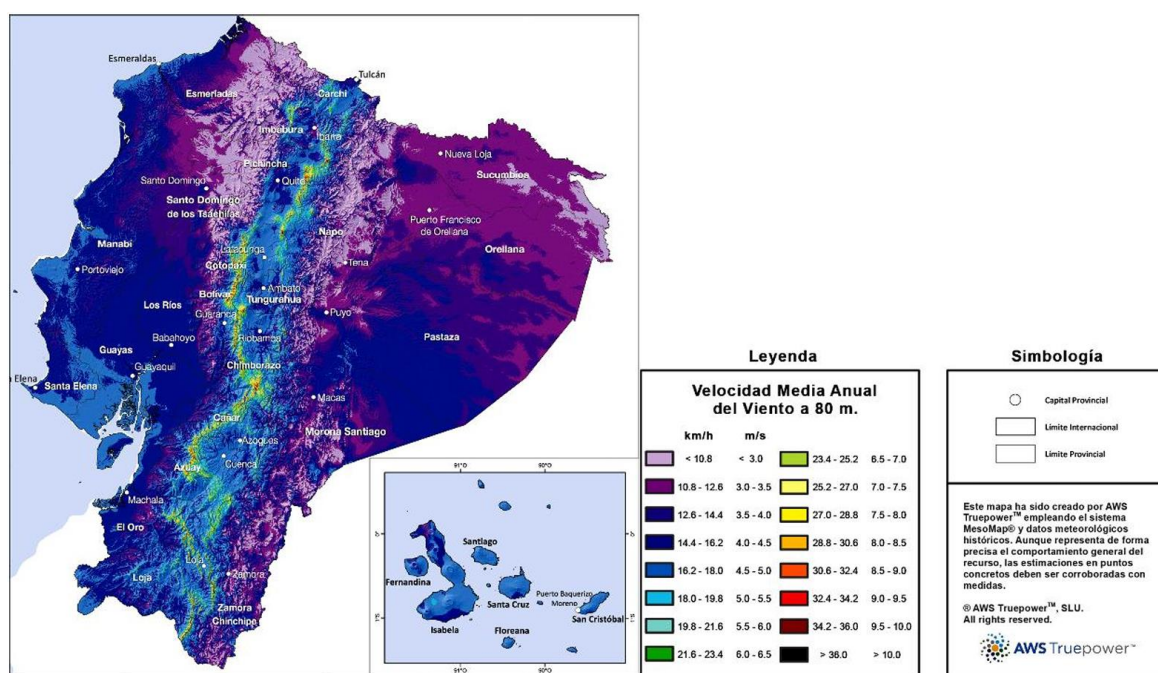 Esmeraldas
Tulcán
Esmerladas
Carchi
Imbabura
Ibarra
Nueva Loja
Pichincha
Quito
Sucumbíos
Santo Domingo
Santo Domingo
de los Tsáchilas
Puerto Francisco
de Orellana
Napo
Manabí
Orellana
Latacunga
Cotopaxi
Tena
Portoviejo
Ambato
Bolívar
Tungurahua
Los Ríos
Guaranda
Puyo
Babahoyo
Riobamba
Pastaza
Guayas
Guayaquil
Chimborazo
Elena
Santa Elena
Macas
Cañar
Morona Santiago
Azogues
Azuay
Cuenca
Machala
El Oro
Loja
Zamora
Loja
Zamora
Chinchipe
91°0 90°0
Santiago
Fernandina
Puerto Baquerizo
Moreno
Santa Cruz
San Cristóbal
Isabela
Floreana
91°0 90°0
Leyenda
Velocidad Media Anual
del Viento a 80 m.
km/h m/s
< 10.8 < 3.0 23.4 - 25.2 6.5 - 7.0
10.8 - 12.6 3.0 - 3.5 25.2 - 27.0 7.0 - 7.5
12.6 - 14.4 3.5 - 4.0 27.0 - 28.8 7.5 - 8.0
14.4 - 16.2 4.0 - 4.5 28.8 - 30.6 8.0 - 8.5
16.2 - 18.0 4.5 - 5.0 30.6 - 32.4 8.5 - 9.0
18.0 - 19.8 5.0 - 5.5 32.4 - 34.2 9.0 - 9.5
19.8 - 21.6 5.5 - 6.0 34.2 - 36.0 9.5 - 10.0
21.6 - 23.4 6.0 - 6.5 > 36.0 > 10.0
Simbología
Capital Provincial
Limite Internacional
Limite Provincial
Este mapa ha sido creado por AWS
Truepower™ empleando el sistema
MesoMap® y datos meteorológicos
históricos. Aunque representa de forma
precisa el comportamiento general del
recurso, las estimaciones en puntos
concretos deben ser corroboradas con
medidas.
® AWS Truepower™, SLU.
All rights reserved.
AWS Truepower™